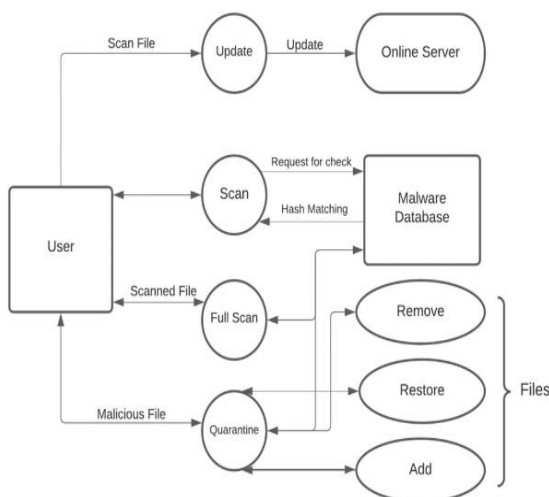 Scan File
Update
Update
Online Server
Request for check
Scan
Hash Matching
Malware
Database
User
Scanned File
Full Scan
Remove
Restore
Files
Malicious File
Quarantine
Add